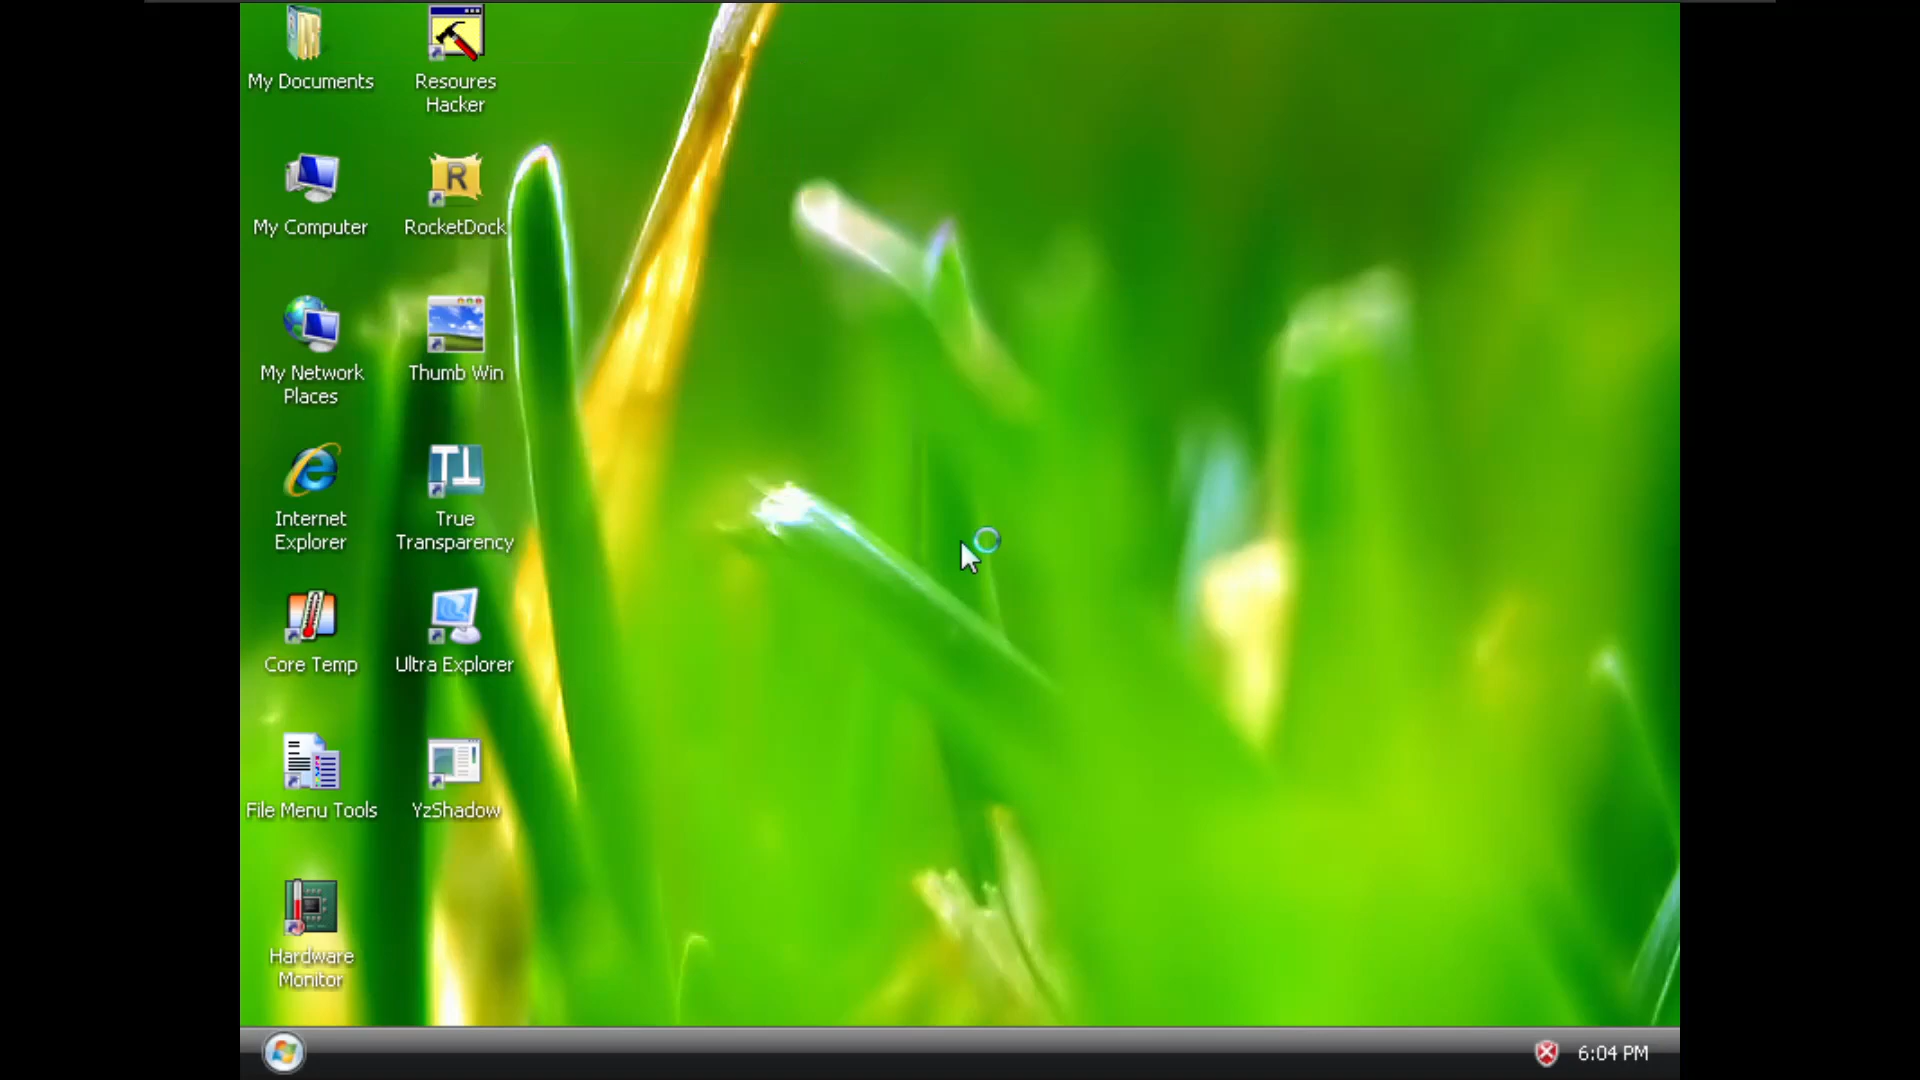 My Documents
Resoures
Hacker
My Computer
RocketDock
My Network
Places
Thumb Win
Internet
Explorer
True
Transparency
Core Temp
Ultra Explorer
File Menu Tools
YzShadow
Hardware
Monitor
6:04 PM